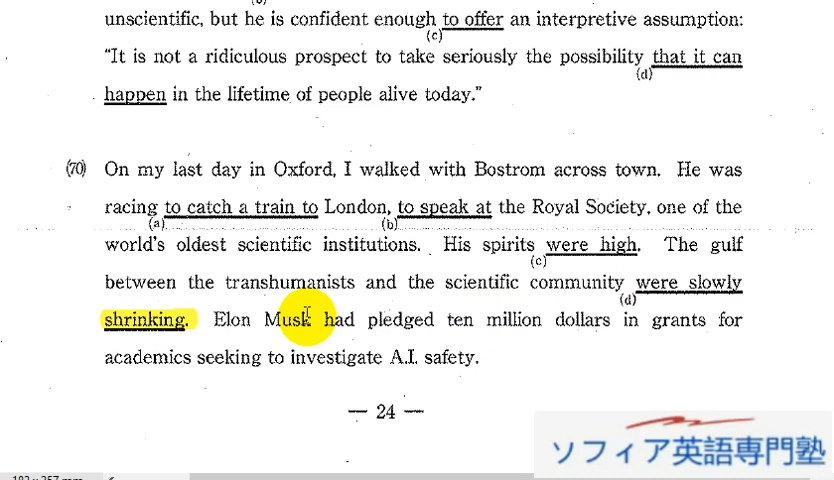 unscientific, but he is confident enough to offer an interpretive assumption:
(c)
"It is not a ridiculous prospect to take seriously the possibility that it can
(d)
happen in the lifetime of people alive today."
(70) On my last day in Oxford, I walked with Bostrom across town. He was
racing to catch a train to London, to speak at the Royal Society, one of the
(a) (b)
world's oldest scientific institutions. His spirits were high. The gulf
(c)
between the transhumanists and the scientific community were slowly
(d)
shrinking. Elon Musk had pledged ten million dollars in grants for
academics seeking to investigate A.I. safety.
— 24 —
ソフィア英語専門塾